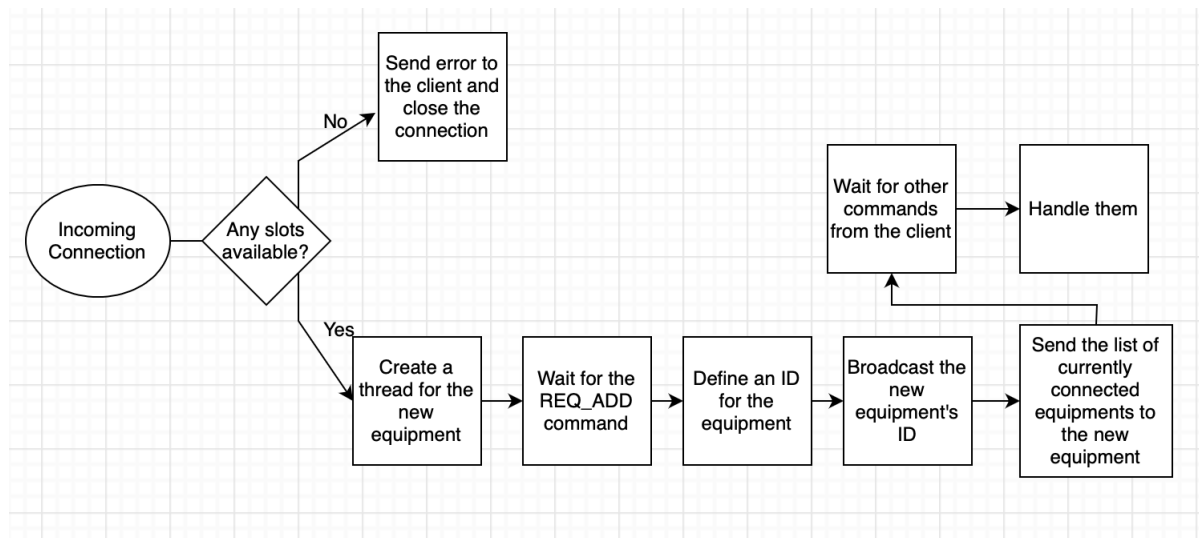 Incoming
Connection
Any slots
available?
No
Send error to
the client and
close the
connection
Yes
Create a
thread for the
new
equipment
Wait for the
REQ_ADD
command
Define an ID
for the
equipment
Broadcast the
new
equipment's
ID
Send the list of
currently
connected
equipments to
the new
equipment
Wait for other
commands
from the client
Handle them